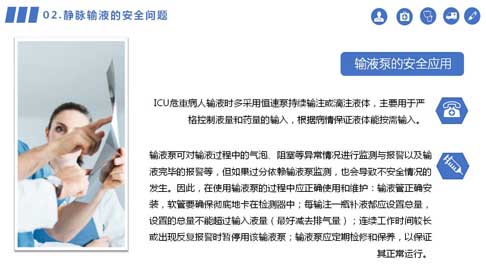 02.静脉输液的安全问题
输液泵的安全应用
ICU危重病人输液时多采用恒速泵持续输注或滴注液体，主要用于严
格控制液量和药量的输入，根据病情保证液体能按需输入。
输液泵可对输液过程中的气泡、阻塞等异常情况进行监测与报警以及输
液完毕的报警等，但如果过分依赖输液泵监测，也会导致不安全情况的
发生。因此，在使用输液泵的过程中应正确使用和维护：输液管正确安
装，软管要确保彻底地卡在检测器中；每输注一瓶补液都应设置总量，
设置的总量不能超过输入液量（最好减去排气量）；连续工作时间较长
或出现反复报警时暂停用该输液泵；输液泵应定期检修和保养，以保证
其正常运行。